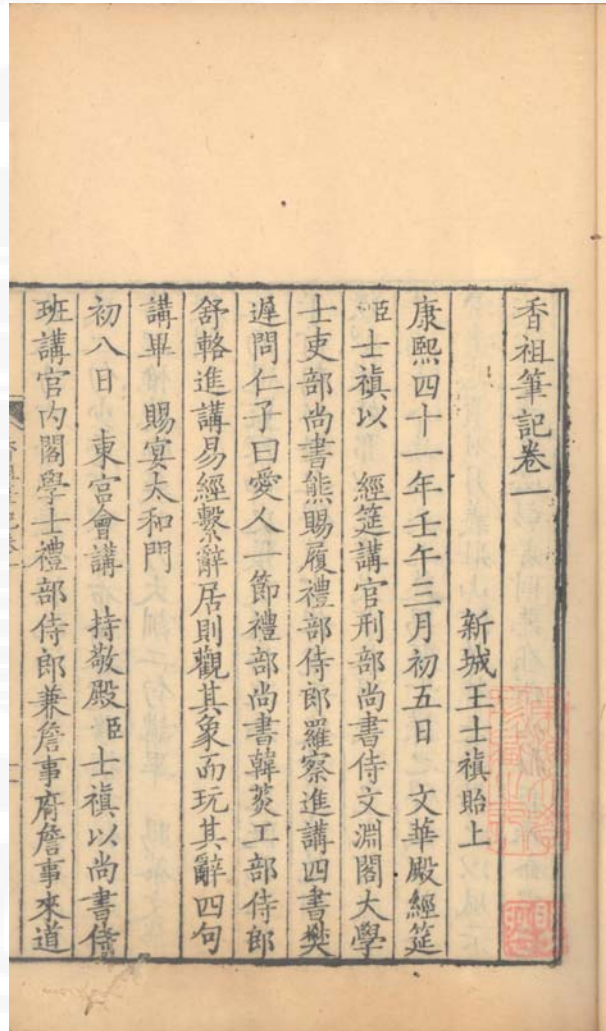 香祖筆記卷一
新城王士禛貽上
康熙四十一年壬午三月初五日 文華殿經筵
臣士禛以 經筵講官刑部尚書侍文淵閣大學
士吏部尚書熊賜履禮部侍郎羅察進講四書樊
遲問仁子曰愛人一節禮部尚書韓菼工部侍郎
舒輅進講易經繫辭居則觀其象而玩其辭四句
講畢 賜宴太和門
初八日 東宮會講 持敬殿臣士禛以尚書侍
班講官內閣學士禮部侍郎兼詹事府詹事來道